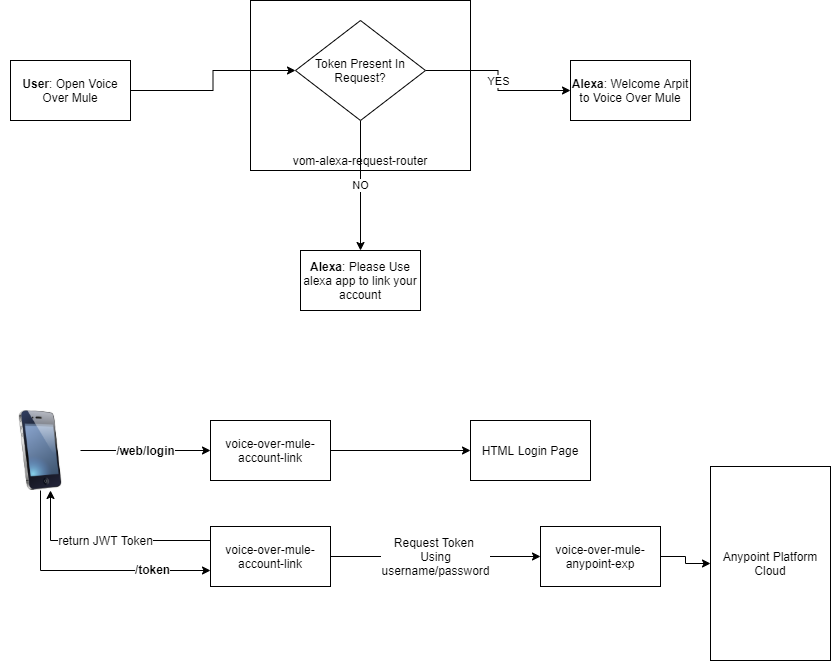 User: Open Voice
Over Mule
Token Present In
Request?
YES
Alexa: Welcome Arpit
to Voice Over Mule
vom-alexa-request-router
NO
Alexa: Please Use
alexa app to link your
account
/web/login
voice-over-mule-
account-link
HTML Login Page
return JWT Token
/token
voice-over-mule-
account-link
Request Token
Using
username/password
voice-over-mule-
anypoint-exp
Anypoint Platform
Cloud